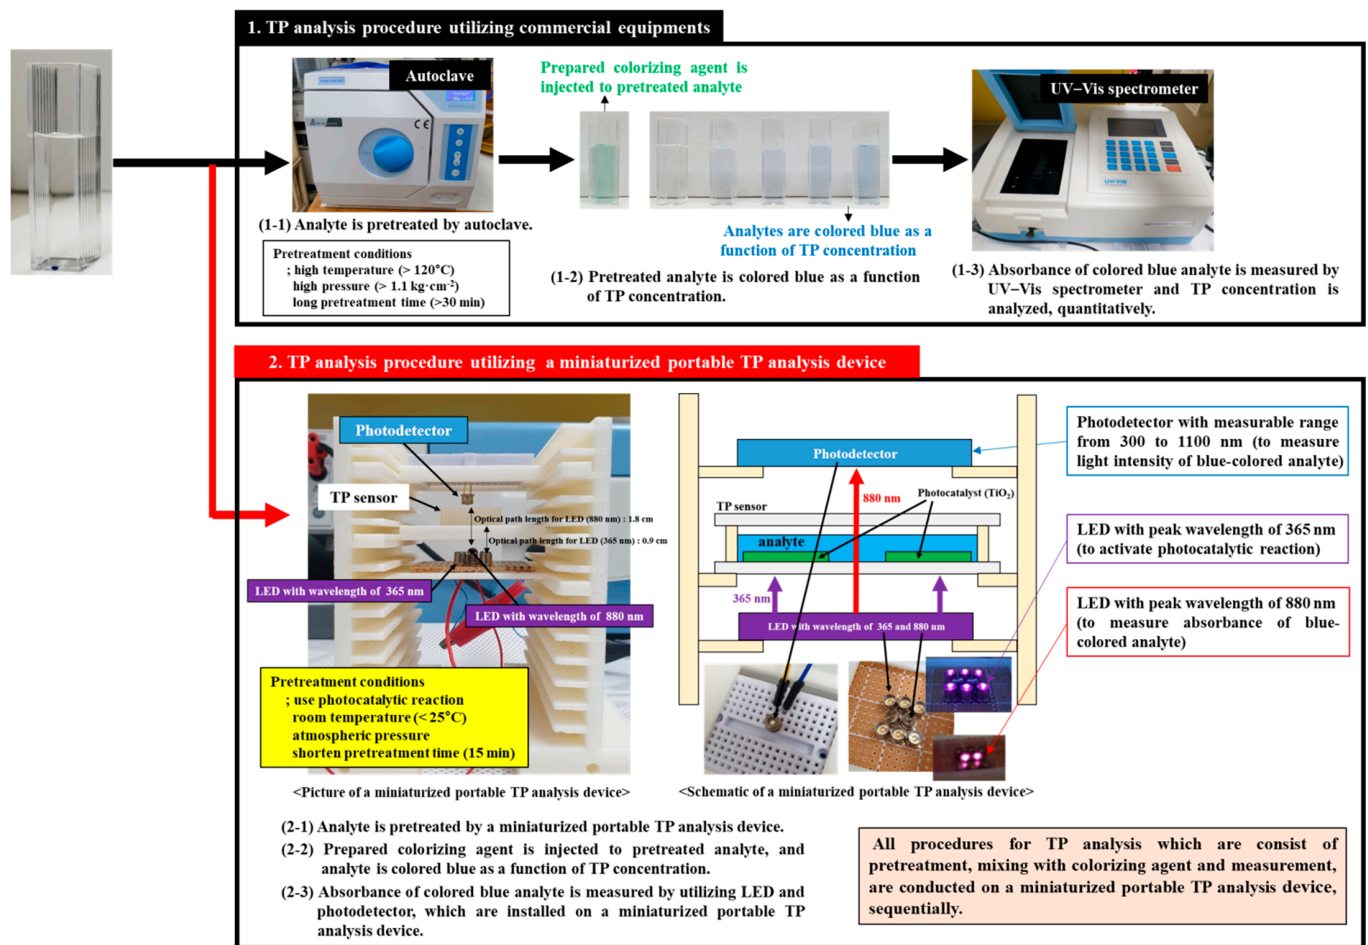 1. TP analysis procedure utilizing commercial equipments
Autoclave
(1-1) Analyte is pretreated by autoclave.
Pretreatment conditions
; high temperature (> 120°C)
high pressure (> 1.1 kg·cm-2)
long pretreatment time (>30 min)
Prepared colorizing agent is
injected to pretreated analyte
Analytes are colored blue as a
function of TP concentration
(1-2) Pretreated analyte is colored blue as a function
of TP concentration.
UV–Vis spectrometer
UV/VIS
(1-3) Absorbance of colored blue analyte is measured by
UV–Vis spectrometer and TP concentration is
analyzed, quantitatively.
2. TP analysis procedure utilizing a miniaturized portable TP analysis device
Photodetector
TP sensor
Optical path length for LED (880 nm) : 1.8 cm
Optical path length for LED (365 nm) : 0.9 cm
LED with wavelength of 365 nm
LED with wavelength of 880 nm
Pretreatment conditions
; use photocatalytic reaction
room temperature (< 25°C)
atmospheric pressure
shorten pretreatment time (15 min)
<Picture of a miniaturized portable TP analysis device>
Photodetector
880 nm
Photocatalyst (TiO2)
TP sensor
analyte
365 nm
LED with wavelength of 365 and 880 nm
<Schematic of a miniaturized portable TP analysis device>
Photodetector with measurable range
from 300 to 1100 nm (to measure
light intensity of blue-colored analyte)
LED with peak wavelength of 365 nm
(to activate photocatalytic reaction)
LED with peak wavelength of 880 nm
(to measure absorbance of blue-
colored analyte)
(2-1) Analyte is pretreated by a miniaturized portable TP analysis device.
(2-2) Prepared colorizing agent is injected to pretreated analyte, and
analyte is colored blue as a function of TP concentration.
(2-3) Absorbance of colored blue analyte is measured by utilizing LED and
photodetector, which are installed on a miniaturized portable TP
analysis device.
All procedures for TP analysis which are consist of
pretreatment, mixing with colorizing agent and measurement,
are conducted on a miniaturized portable TP analysis device,
sequentially.